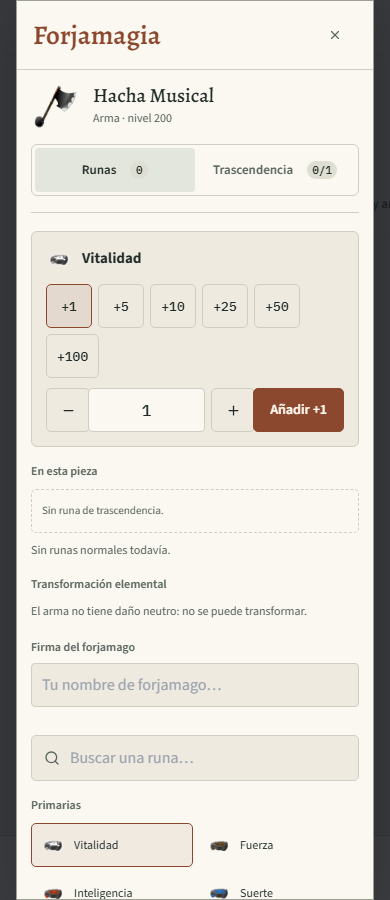 Forjamagia
×
Hacha Musical
Arma · nivel 200
Runas 0 Trascendencia 0/1
Vitalidad
+1 +5 +10 +25 +50
+100
− 1 + Añadir +1
En esta pieza
Sin runa de trascendencia.
Sin runas normales todavía.
Transformación elemental
El arma no tiene daño neutro: no se puede transformar.
Firma del forjamago
Tu nombre de forjamago...
Buscar una runa...
Primarias
Vitalidad Fuerza
Inteligencia Suerte